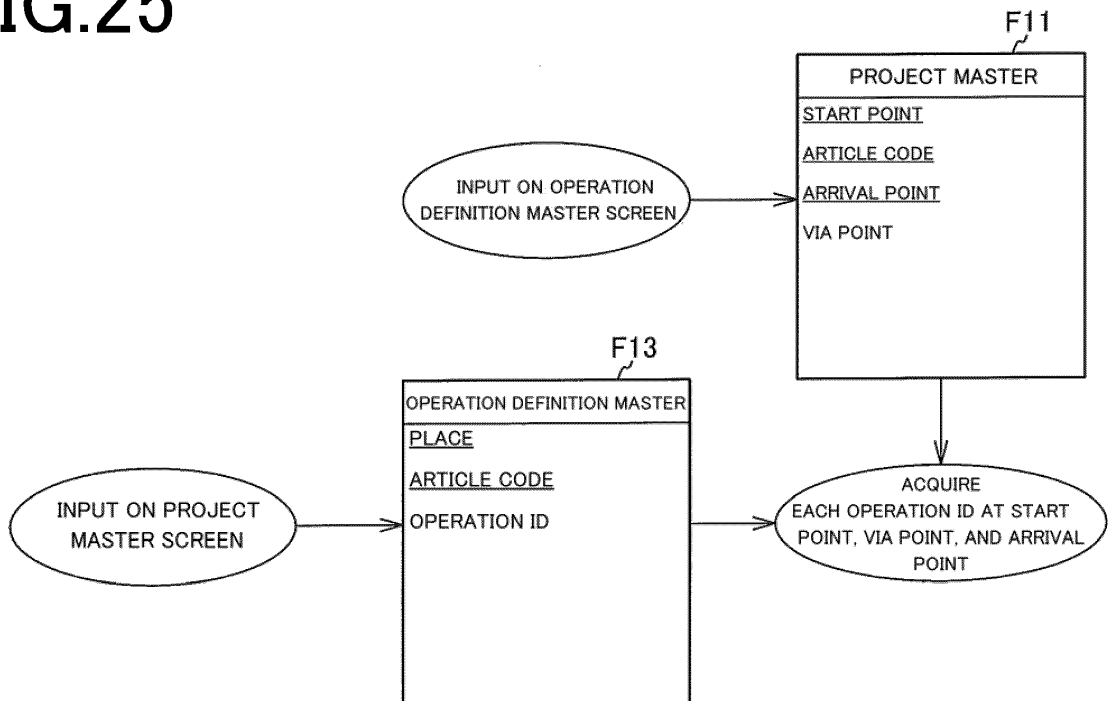 IG.25
F11
PROJECT MASTER
START POINT
ARTICLE CODE
ARRIVAL POINT
VIA POINT
INPUT ON OPERATION
DEFINITION MASTER SCREEN
F13
OPERATION DEFINITION MASTER
PLACE
ARTICLE CODE
OPERATION ID
INPUT ON PROJECT
MASTER SCREEN
ACQUIRE
EACH OPERATION ID AT START
POINT, VIA POINT, AND ARRIVAL
POINT